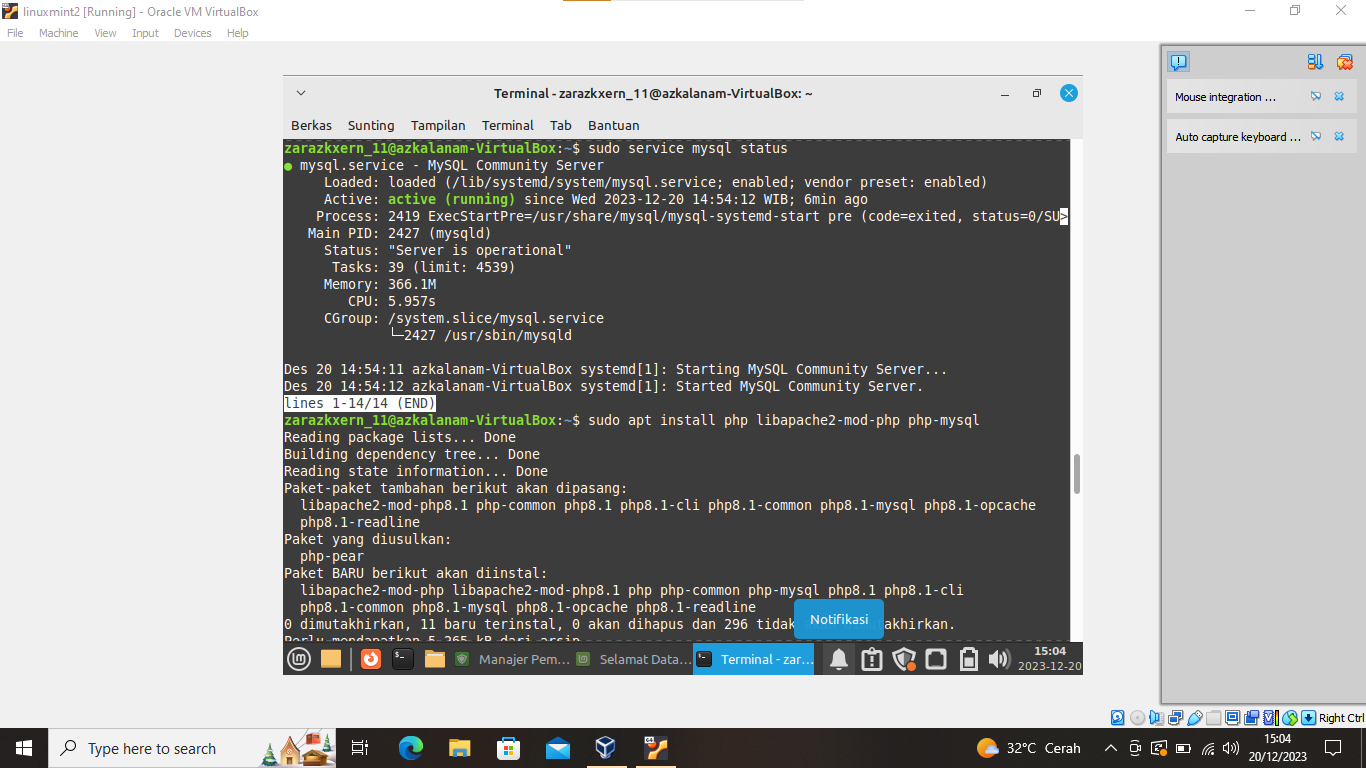 linuxmint2 [Running] - Oracle VM VirtualBox
File Machine View Input Devices Help
Mouse integration ...
Auto capture keyboard ...
Terminal - zarazkxern_11@azkalanam-VirtualBox: ~
Berkas Sunting Tampilan Terminal Tab Bantuan
zarazkxern_11@azkalanam-VirtualBox:~$ sudo service mysql status
● mysql.service - MySQL Community Server
Loaded: loaded (/lib/systemd/system/mysql.service; enabled; vendor preset: enabled)
Active: active (running) since Wed 2023-12-20 14:54:12 WIB; 6min ago
Process: 2419 ExecStartPre=/usr/share/mysql/mysql-systemd-start pre (code=exited, status=0/SU>
Main PID: 2427 (mysqld)
Status: "Server is operational"
Tasks: 39 (limit: 4539)
Memory: 366.1M
CPU: 5.957s
CGroup: /system.slice/mysql.service
└─2427 /usr/sbin/mysqld
Des 20 14:54:11 azkalanam-VirtualBox systemd[1]: Starting MySQL Community Server...
Des 20 14:54:12 azkalanam-VirtualBox systemd[1]: Started MySQL Community Server.
lines 1-14/14 (END)
zarazkxern_11@azkalanam-VirtualBox:~$ sudo apt install php libapache2-mod-php php-mysql
Reading package lists... Done
Building dependency tree... Done
Reading state information... Done
Paket-paket tambahan berikut akan dipasang:
libapache2-mod-php8.1 php-common php8.1 php8.1-cli php8.1-common php8.1-mysql php8.1-opcache
php8.1-readline
Paket yang diusulkan:
php-pear
Paket BARU berikut akan diinstal:
libapache2-mod-php libapache2-mod-php8.1 php php-common php-mysql php8.1 php8.1-cli
php8.1-common php8.1-mysql php8.1-opcache php8.1-readline
0 dimutakhirkan, 11 baru terinstal, 0 akan dihapus dan 296 tidak akhirkan.
Perlu mendapatkan 5.265 kB dari arsip.
Notifikasi
Manajer Pem... Selamat Data... Terminal - zar...
15:04
2023-12-20
Right Ctrl
Type here to search
32°C Cerah
15:04
20/12/2023